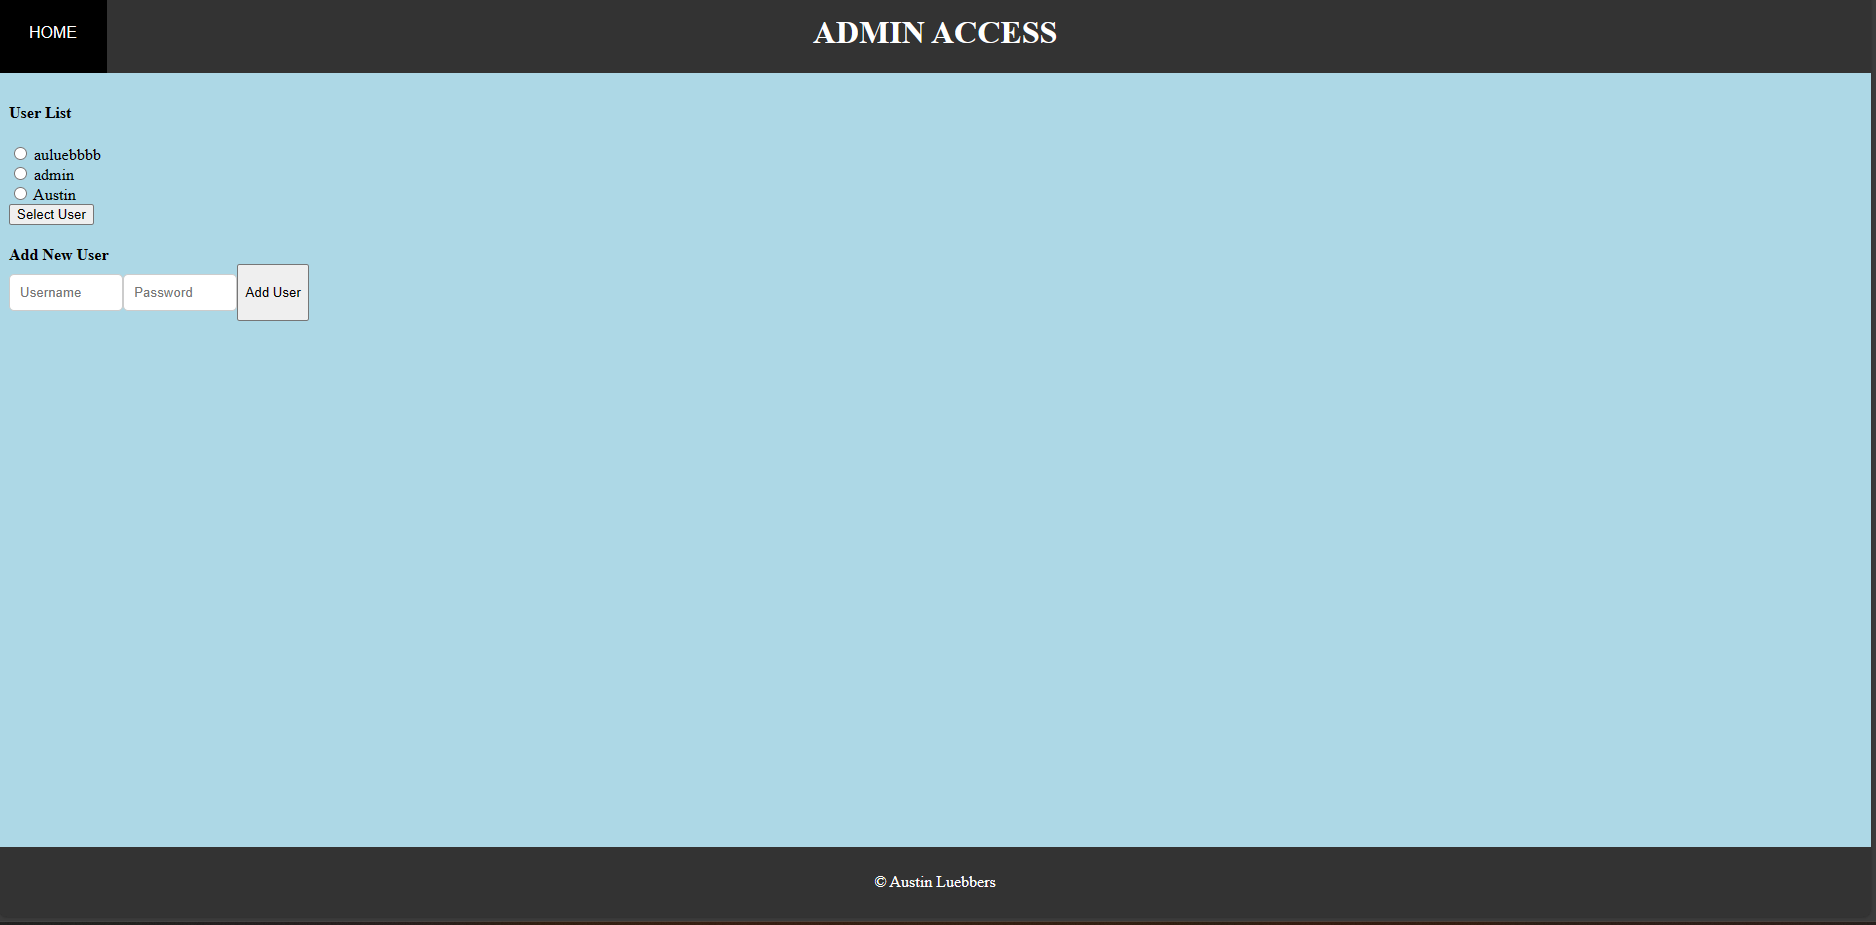 HOME
ADMIN ACCESS
User List
auluebbbb
admin
Austin
Select User
Add New User
Username Password Add User
© Austin Luebbers